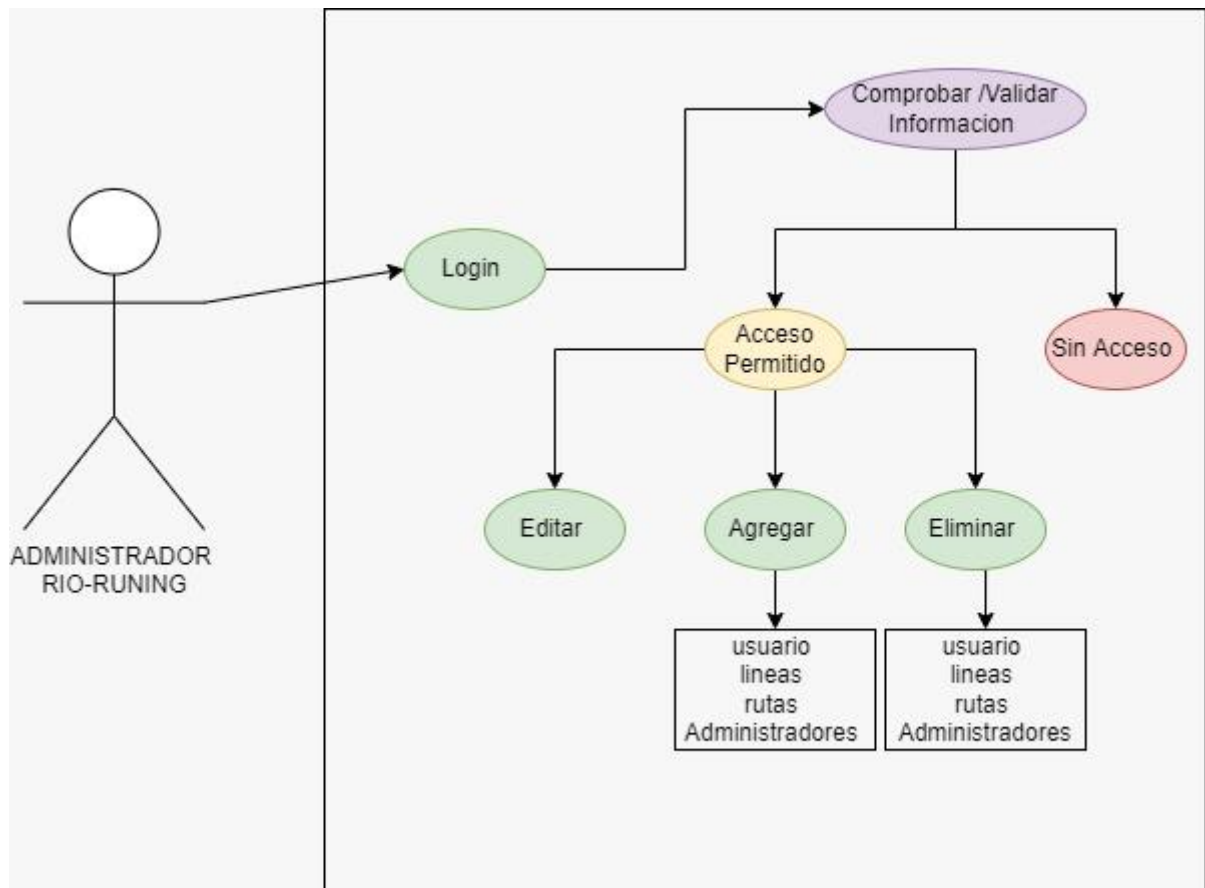 Comprobar /Validar
Informacion
Login
Acceso
Permitido
Sin Acceso
Editar
Agregar
Eliminar
ADMINISTRADOR
RIO-RUNING
usuario
lineas
rutas
Administradores
usuario
lineas
rutas
Administradores